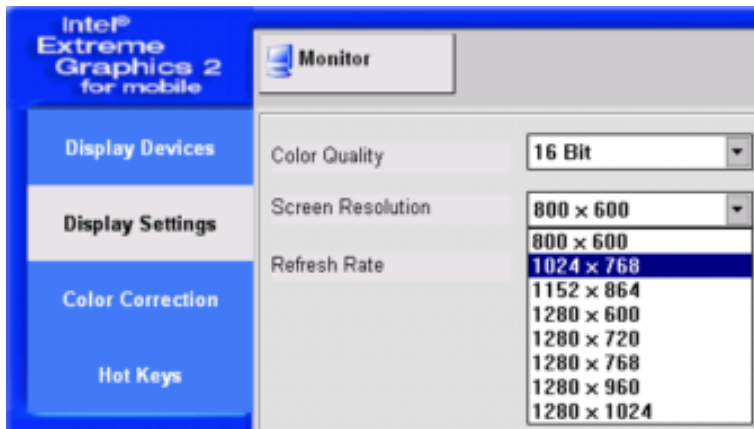 Intel®
Extreme
Graphics 2
for mobile
Monitor
Display Devices
Display Settings
Color Correction
Hot Keys
Color Quality
16 Bit
Screen Resolution
800 x 600
Refresh Rate
800 x 600
1024 x 768
1152 x 864
1280 x 600
1280 x 720
1280 x 768
1280 x 960
1280 x 1024